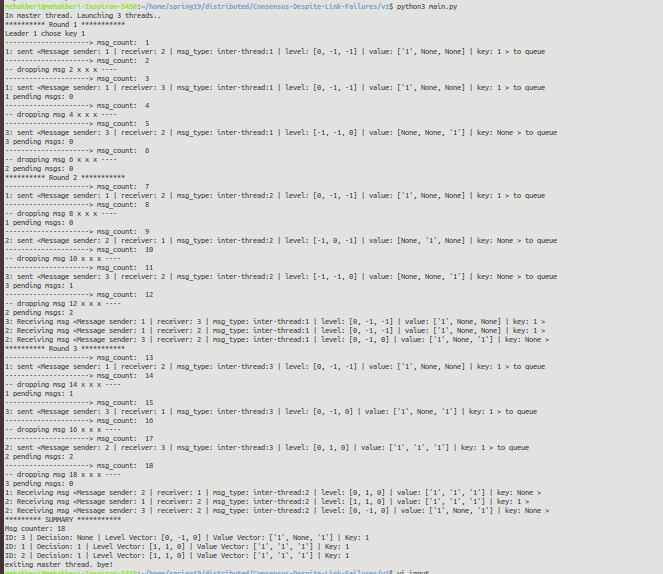 mehakberi@mehakberi-Inspiron-5458:~/home/spring19/distributed/Consensus-Despite-Link-Failures/v1$ python3 main.py
In master thread. Launching 3 threads..
********** Round 1 ***********
Leader 1 chose key 1
--------------------> msg_count:  1
1: sent <Message sender: 1 | receiver: 2 | msg_type: inter-thread:1 | level: [0, -1, -1] | value: ['1', None, None] | key: 1 > to queue
--------------------> msg_count:  2
-- dropping msg 2 x x x ----
--------------------> msg_count:  3
1: sent <Message sender: 1 | receiver: 3 | msg_type: inter-thread:1 | level: [0, -1, -1] | value: ['1', None, None] | key: 1 > to queue
1 pending msgs: 0
--------------------> msg_count:  4
-- dropping msg 4 x x x ----
--------------------> msg_count:  5
3: sent <Message sender: 3 | receiver: 2 | msg_type: inter-thread:1 | level: [-1, -1, 0] | value: [None, None, '1'] | key: None > to queue
3 pending msgs: 0
--------------------> msg_count:  6
-- dropping msg 6 x x x ----
2 pending msgs: 0
********** Round 2 ***********
--------------------> msg_count:  7
1: sent <Message sender: 1 | receiver: 2 | msg_type: inter-thread:2 | level: [0, -1, -1] | value: ['1', None, None] | key: 1 > to queue
--------------------> msg_count:  8
-- dropping msg 8 x x x ----
1 pending msgs: 0
--------------------> msg_count:  9
2: sent <Message sender: 2 | receiver: 1 | msg_type: inter-thread:2 | level: [-1, 0, -1] | value: [None, '1', None] | key: None > to queue
--------------------> msg_count:  10
-- dropping msg 10 x x x ----
--------------------> msg_count:  11
3: sent <Message sender: 3 | receiver: 2 | msg_type: inter-thread:2 | level: [-1, -1, 0] | value: [None, None, '1'] | key: None > to queue
3 pending msgs: 1
--------------------> msg_count:  12
-- dropping msg 12 x x x ----
2 pending msgs: 2
3: Receiving msg <Message sender: 1 | receiver: 3 | msg_type: inter-thread:1 | level: [0, -1, -1] | value: ['1', None, None] | key: 1 >
2: Receiving msg <Message sender: 1 | receiver: 2 | msg_type: inter-thread:1 | level: [0, -1, -1] | value: ['1', None, None] | key: 1 >
2: Receiving msg <Message sender: 3 | receiver: 2 | msg_type: inter-thread:1 | level: [0, -1, 0] | value: ['1', None, '1'] | key: None >
********** Round 3 ***********
--------------------> msg_count:  13
1: sent <Message sender: 1 | receiver: 2 | msg_type: inter-thread:3 | level: [0, -1, -1] | value: ['1', None, None] | key: 1 > to queue
--------------------> msg_count:  14
-- dropping msg 14 x x x ----
1 pending msgs: 1
--------------------> msg_count:  15
3: sent <Message sender: 3 | receiver: 1 | msg_type: inter-thread:3 | level: [0, -1, 0] | value: ['1', None, '1'] | key: 1 > to queue
--------------------> msg_count:  16
-- dropping msg 16 x x x ----
--------------------> msg_count:  17
2: sent <Message sender: 2 | receiver: 3 | msg_type: inter-thread:3 | level: [0, 1, 0] | value: ['1', '1', '1'] | key: 1 > to queue
2 pending msgs: 2
--------------------> msg_count:  18
-- dropping msg 18 x x x ----
3 pending msgs: 0
1: Receiving msg <Message sender: 2 | receiver: 1 | msg_type: inter-thread:2 | level: [0, 1, 0] | value: ['1', '1', '1'] | key: None >
2: Receiving msg <Message sender: 1 | receiver: 2 | msg_type: inter-thread:2 | level: [1, 1, 0] | value: ['1', '1', '1'] | key: 1 >
2: Receiving msg <Message sender: 3 | receiver: 2 | msg_type: inter-thread:2 | level: [0, -1, 0] | value: ['1', None, '1'] | key: None >
********* SUMMARY ***********
Msg counter: 18
ID: 3 | Decision: None | Level Vector: [0, -1, 0] | Value Vector: ['1', None, '1'] | Key: 1
ID: 1 | Decision: 1 | Level Vector: [1, 1, 0] | Value Vector: ['1', '1', '1'] | Key: 1
ID: 2 | Decision: 1 | Level Vector: [1, 1, 0] | Value Vector: ['1', '1', '1'] | Key: 1
exiting master thread. bye!
mehakberi@mehakberi-Inspiron-5458:~/home/spring19/distributed/Consensus-Despite-Link-Failures/v1$ vi input